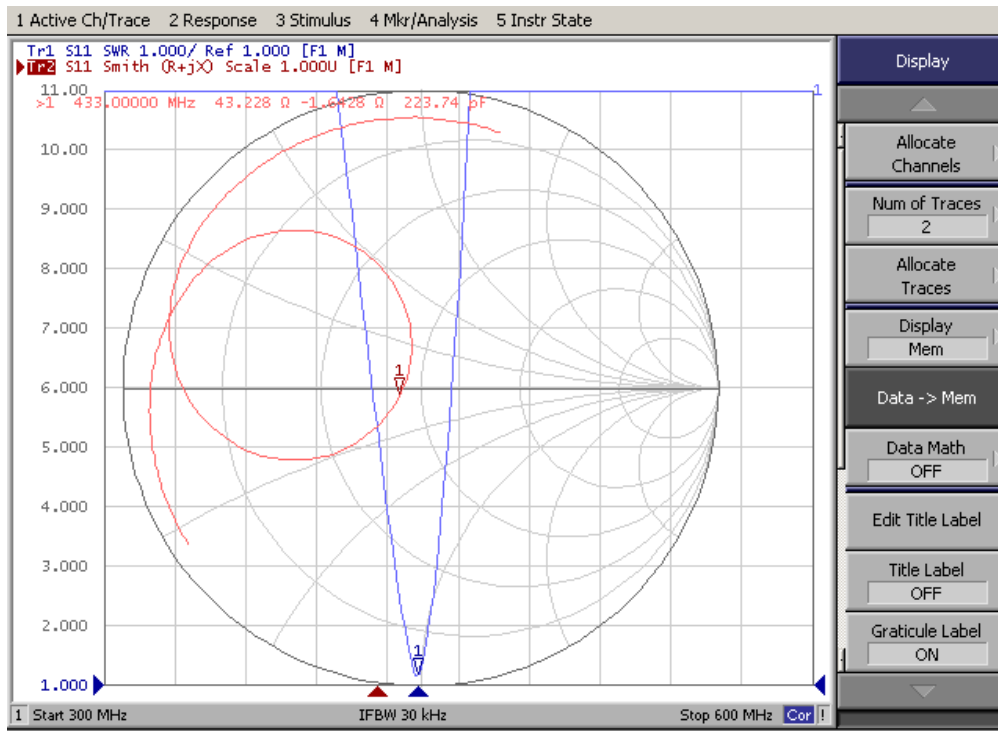 1 Active Ch/Trace 2 Response 3 Stimulus 4 Mkr/Analysis 5 Instr State
Tr1 S11 SWR 1.000/ Ref 1.000 [F1 M]
Tr2 S11 Smith (R+jX) Scale 1.000U [F1 M]
>1 433.00000 MHz 43.228 Ω -1.6428 Ω 223.74 pF
11.00
10.00
9.000
8.000
7.000
6.000
5.000
4.000
3.000
2.000
1.000
1
1
1
1 Start 300 MHz IFBW 30 kHz Stop 600 MHz Cor !
Display
Allocate
Channels
Num of Traces
2
Allocate
Traces
Display
Mem
Data -> Mem
Data Math
OFF
Edit Title Label
Title Label
OFF
Graticule Label
ON